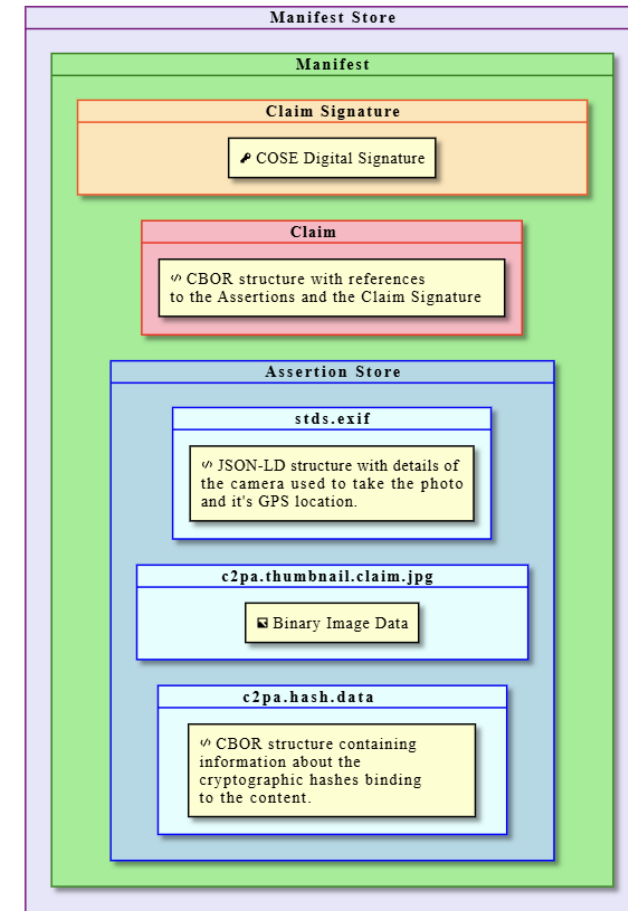 Manifest Store
Manifest
Claim Signature
COSE Digital Signature
Claim
CBOR structure with references
to the Assertions and the Claim Signature
Assertion Store
stds.exif
JSON-LD structure with details of
the camera used to take the photo
and it's GPS location.
c2pa.thumbnail.claim.jpg
Binary Image Data
c2pa.hash.data
CBOR structure containing
information about the
cryptographic hashes binding
to the content.